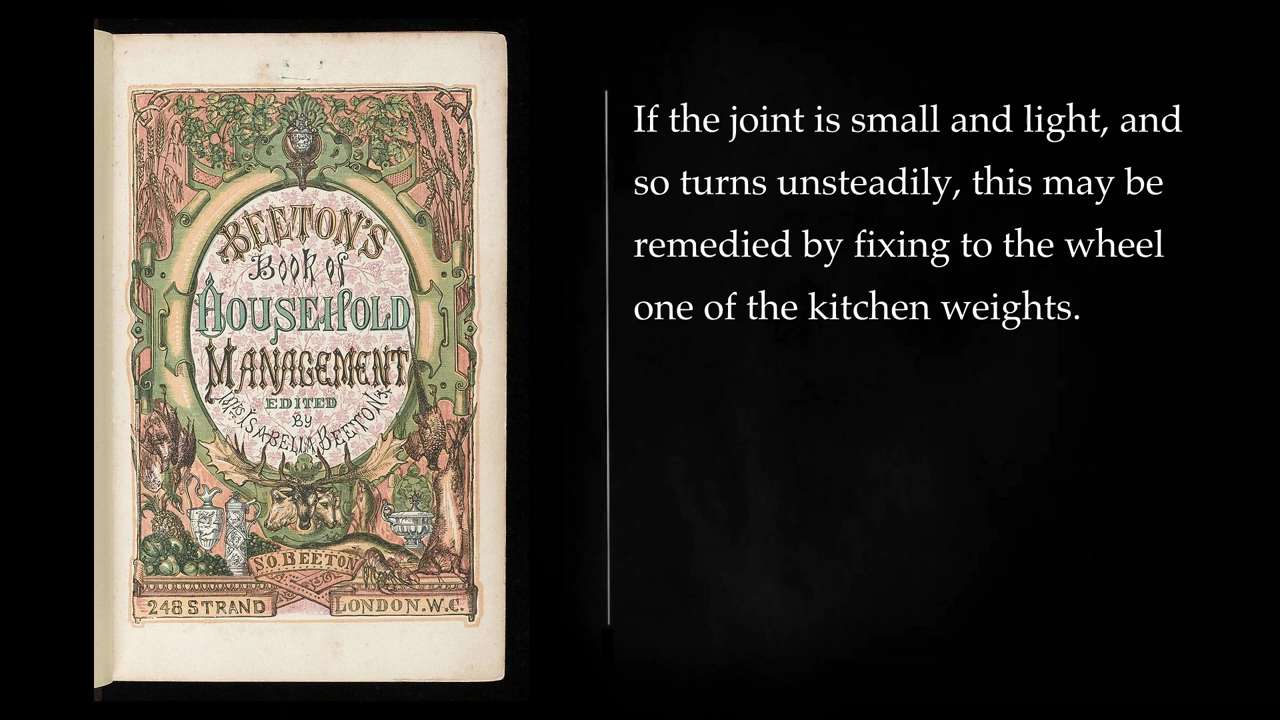 BEETON'S
Book of
HOUSEHOLD
MANAGEMENT
EDITED
BY
MRS ISABELLA BEETON
S.O. BEETON
248 STRAND
LONDON. W.C.
If the joint is small and light, and
so turns unsteadily, this may be
remedied by fixing to the wheel
one of the kitchen weights.